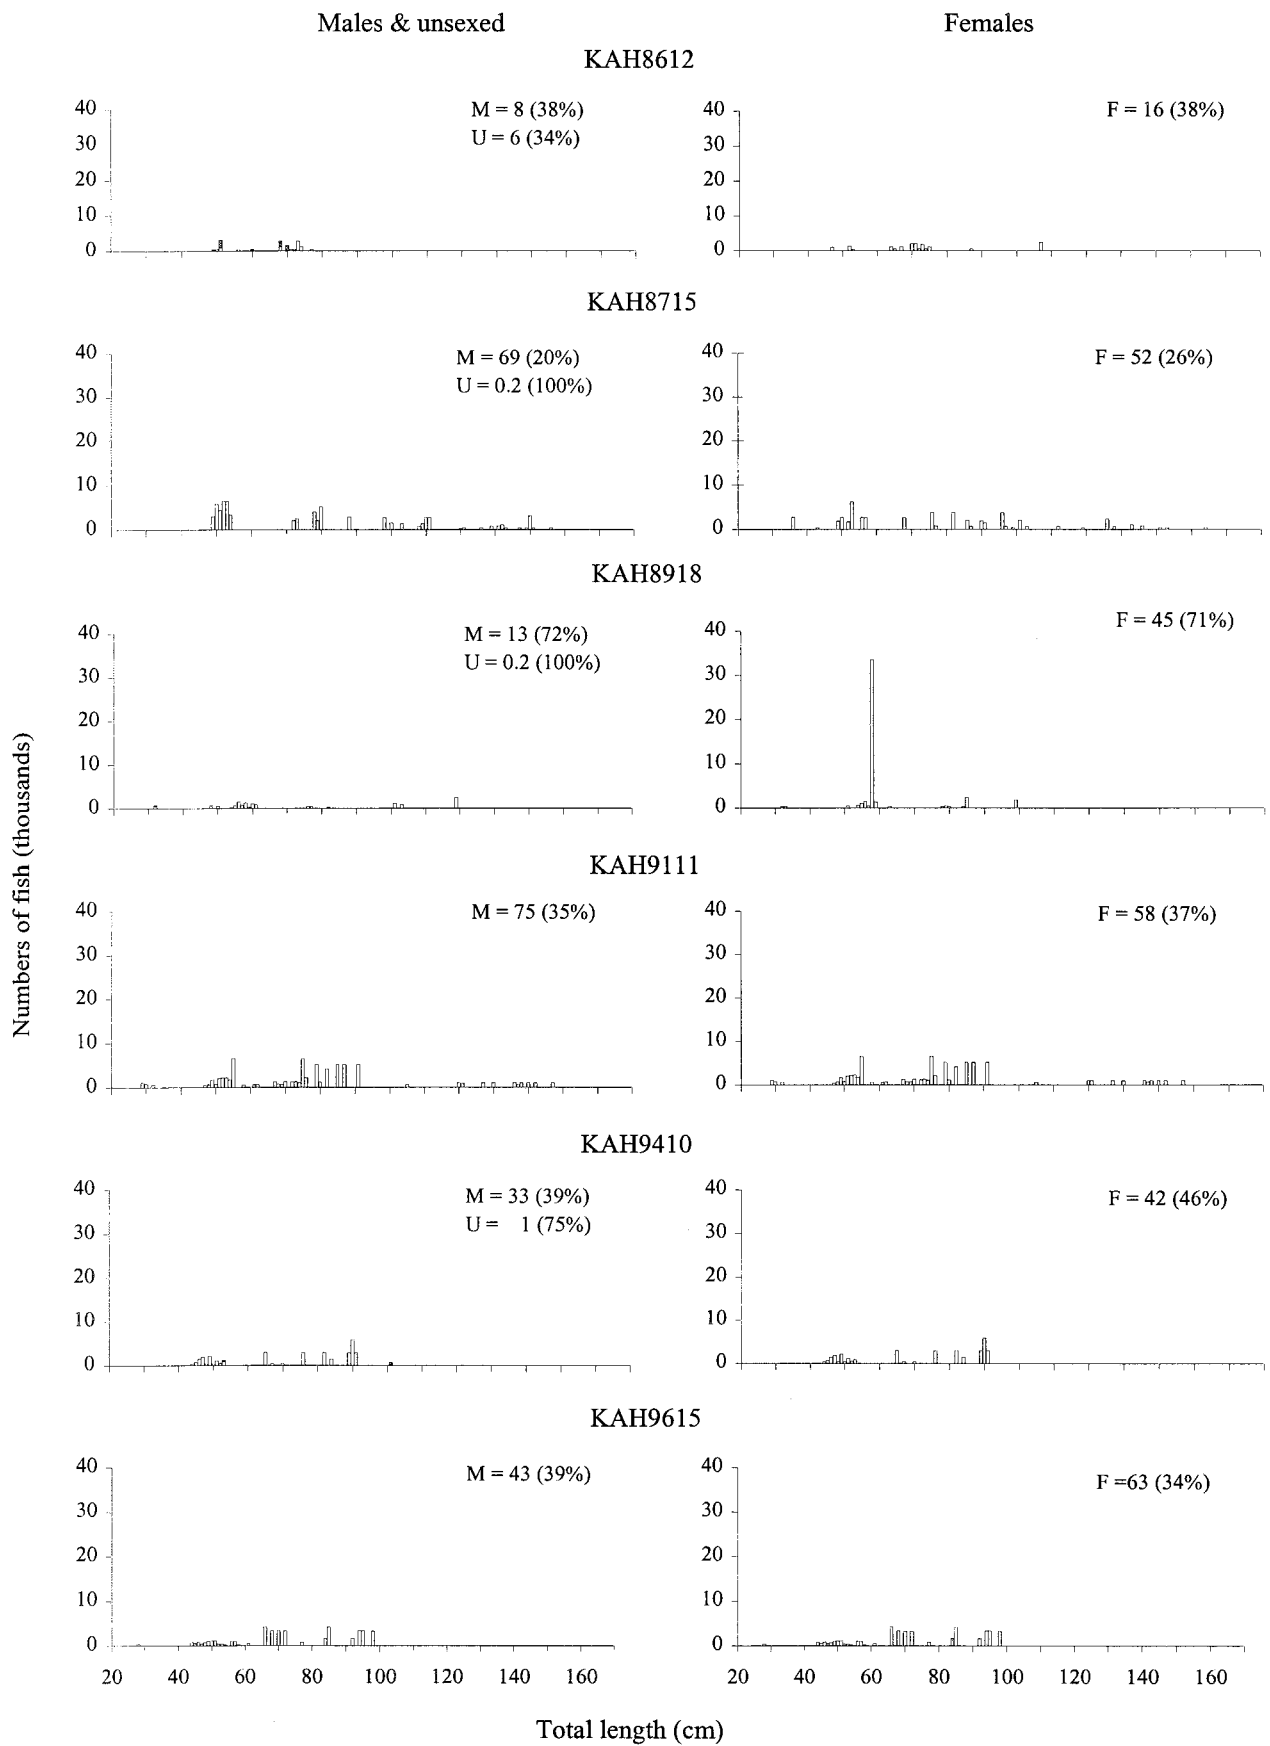 Males & unsexed Females
KAH8612
M = 8 (38%)
U = 6 (34%)
F = 16 (38%)
40
30
20
10
0
40
30
20
10
0
KAH8715
M = 69 (20%)
U = 0.2 (100%)
F = 52 (26%)
40
30
20
10
0
40
30
20
10
0
KAH8918
M = 13 (72%)
U = 0.2 (100%)
F = 45 (71%)
40
30
20
10
0
40
30
20
10
0
Numbers of fish (thousands)
KAH9111
M = 75 (35%)
F = 58 (37%)
40
30
20
10
0
40
30
20
10
0
KAH9410
M = 33 (39%)
U = 1 (75%)
F = 42 (46%)
40
30
20
10
0
40
30
20
10
0
KAH9615
M = 43 (39%)
F =63 (34%)
40
30
20
10
0
40
30
20
10
0
20 40 60 80 100 120 140 160
20 40 60 80 100 120 140 160
Total length (cm)